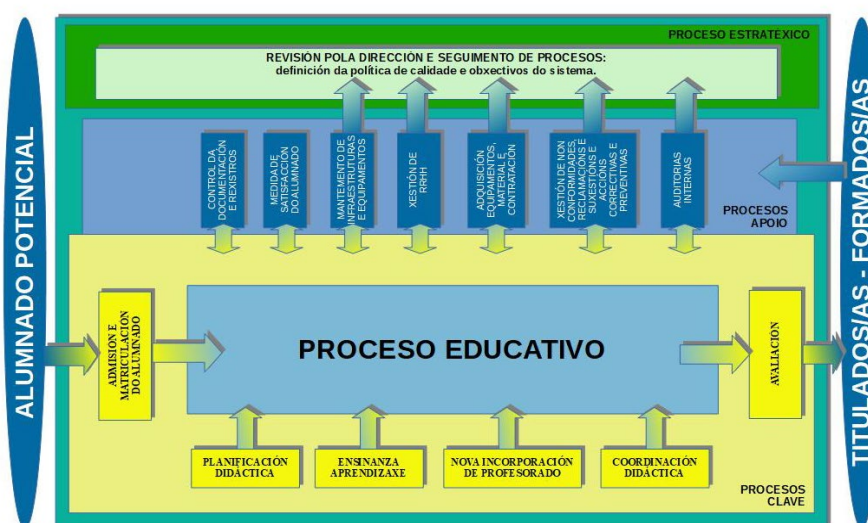 PROCESO ESTRATÉXICO
REVISIÓN POLA DIRECCIÓN E SEGUIMENTO DE PROCESOS:
definición da política de calidade e obxectivos do sistema.
ALUMNADO POTENCIAL
CONTROL DA
DOCUMENTACIÓN
E REXISTROS
MEDIDA DE
SATISFACCIÓN
DO ALUMNADO
MANTEMENTO DE
INFRAESTRUTURAS
E EQUIPAMENTOS
XESTIÓN DE
RRHH
ADQUISICIÓN
EQUIPAMENTOS,
MATERIAL E
CONTRATACIÓN
XESTIÓN DE NON
CONFORMIDADES,
RECLAMACIÓNS E
SUXESTIÓNS E
ACCIÓNS
CORRECTIVAS E
PREVENTIVAS
AUDITORIAS
INTERNAS
PROCESOS
APOIO
TITULADOS/AS - FORMADOS/AS
ADMISIÓN E
MATRICULACIÓN
DO ALUMNADO
PROCESO EDUCATIVO
AVALIACIÓN
PLANIFICACIÓN
DIDÁCTICA
ENSINANZA
APRENDIZAXE
NOVA INCORPORACIÓN
DE PROFESORADO
COORDINACIÓN
DIDÁCTICA
PROCESOS
CLAVE